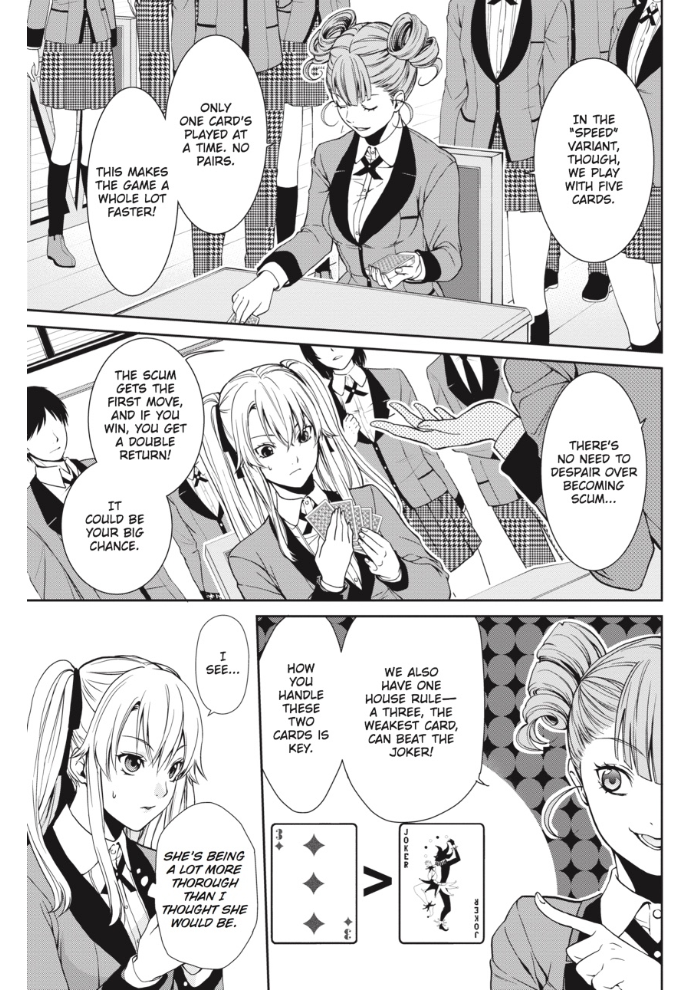 IN THE
"SPEED"
VARIANT,
THOUGH,
WE PLAY
WITH FIVE
CARDS.
ONLY
ONE CARD'S
PLAYED AT
A TIME. NO
PAIRS.
THIS MAKES
THE GAME A
WHOLE LOT
FASTER!
THERE'S
NO NEED TO
DESPAIR OVER
BECOMING
SCUM...
THE SCUM
GETS THE
FIRST MOVE,
AND IF YOU
WIN, YOU GET
A DOUBLE
RETURN!
IT
COULD BE
YOUR BIG
CHANCE.
WE ALSO
HAVE ONE
HOUSE RULE—
A THREE, THE
WEAKEST CARD,
CAN BEAT THE
JOKER!
HOW
YOU
HANDLE
THESE
TWO
CARDS IS
KEY.
3
3
>
JOKER
JOKER
I
SEE...
SHE'S BEING
A LOT MORE
THOROUGH
THAN I
THOUGHT SHE
WOULD BE.